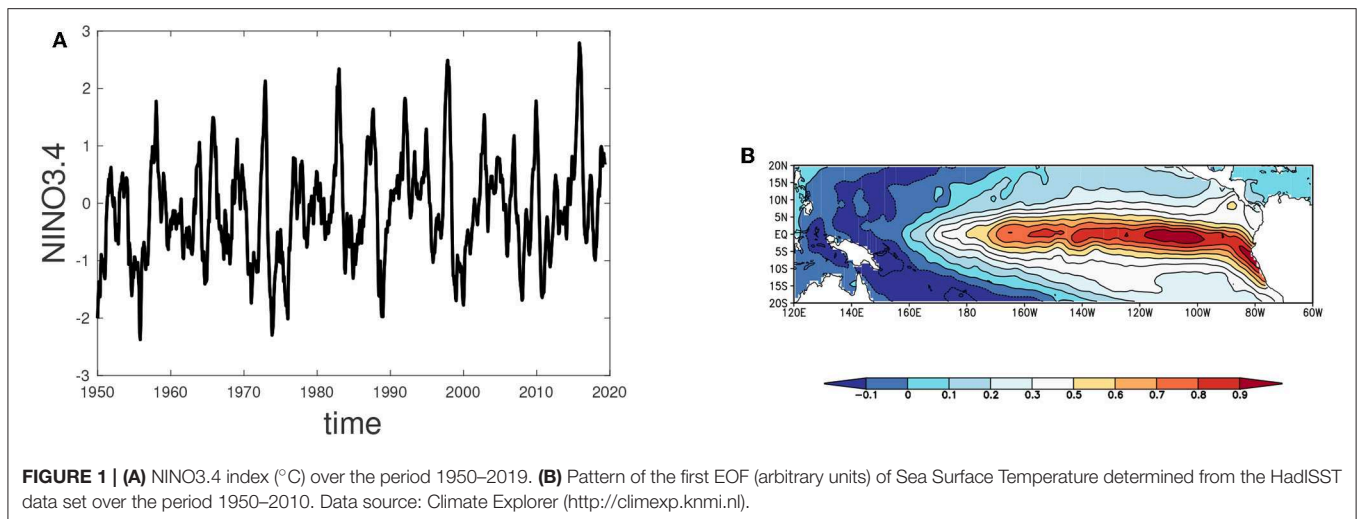 A
3
2
1
0
-1
-2
-3
NINO3.4
1950 1960 1970 1980 1990 2000 2010 2020
time
B
20N
15N
10N
5N
EQ
5S
10S
15S
20S
120E 140E 160E 180 160W 140W 120W 100W 80W 60W
−0.1 0 0.1 0.2 0.3 0.5 0.6 0.7 0.8 0.9
FIGURE 1 | (A) NINO3.4 index (°C) over the period 1950–2019. (B) Pattern of the first EOF (arbitrary units) of Sea Surface Temperature determined from the HadISST
data set over the period 1950–2010. Data source: Climate Explorer (http://climexp.knmi.nl).